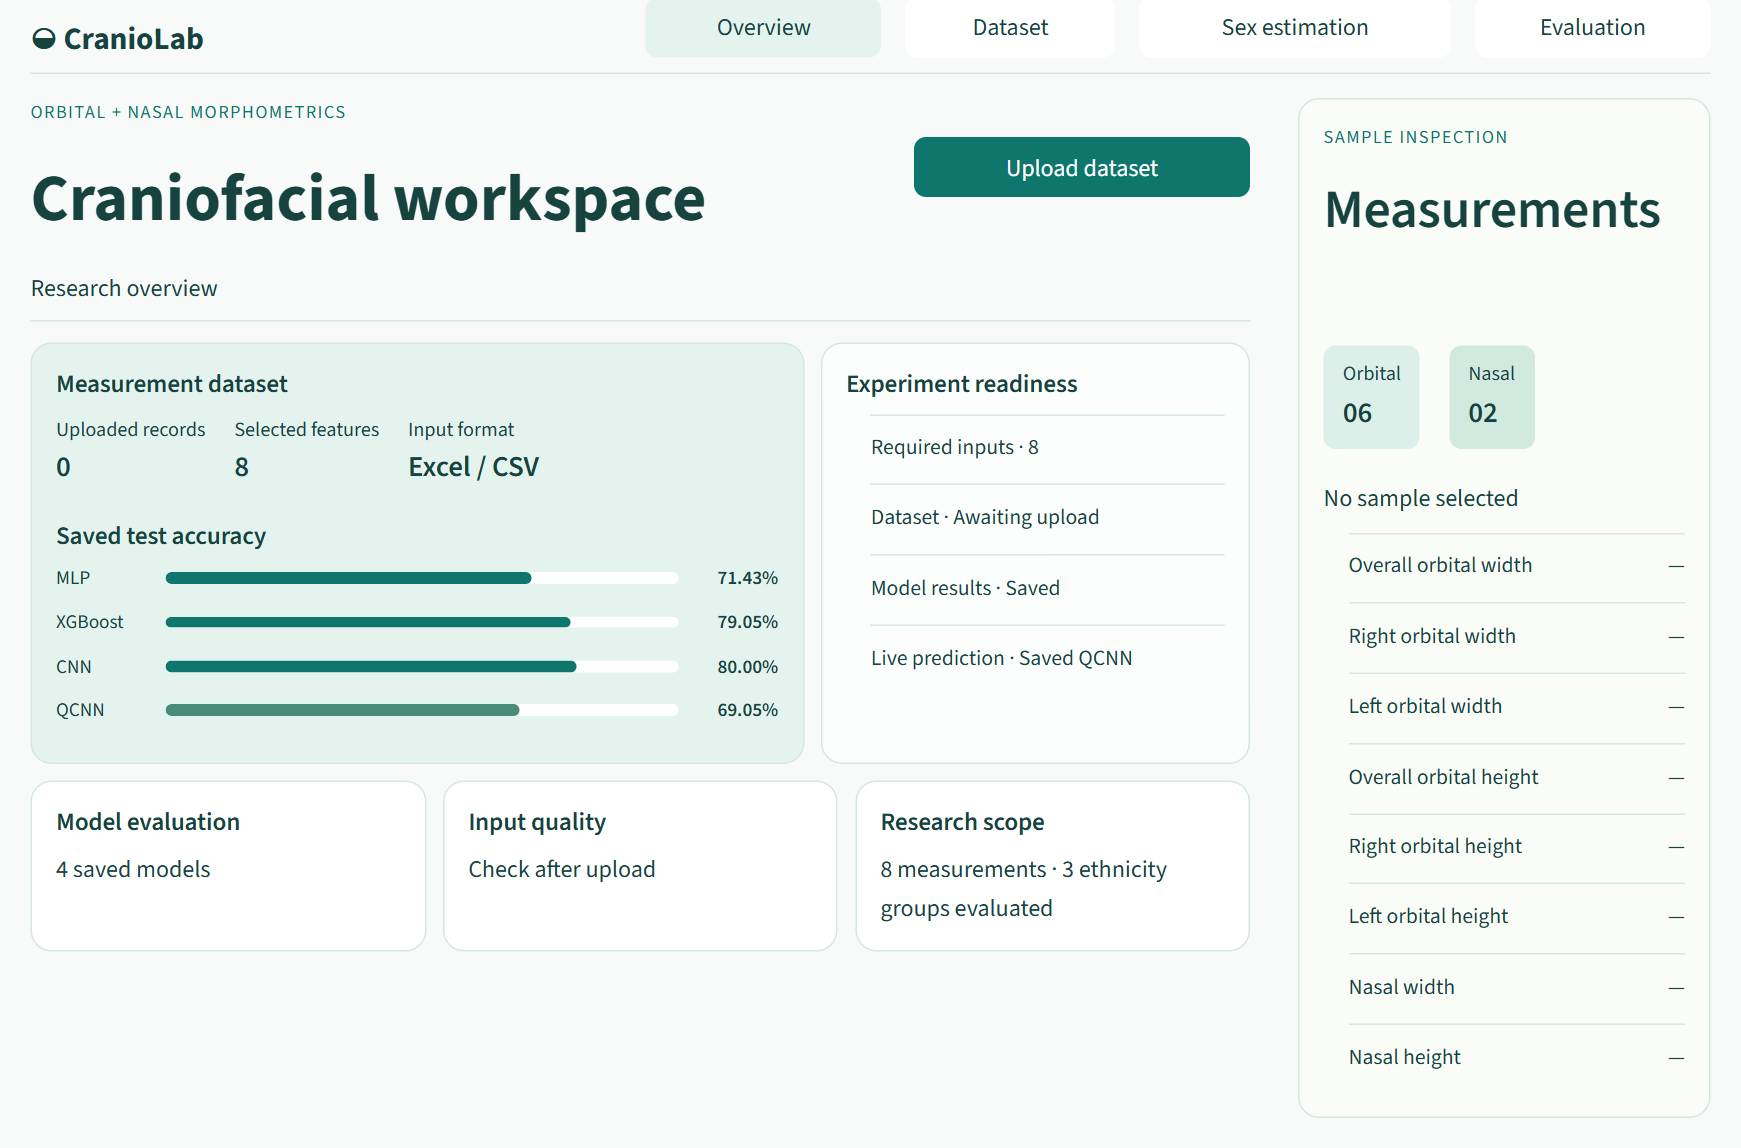 CranioLab
Overview
Dataset
Sex estimation
Evaluation
ORBITAL + NASAL MORPHOMETRICS
Craniofacial workspace
Upload dataset
Research overview
Measurement dataset
Uploaded records
0
Selected features
8
Input format
Excel / CSV
Saved test accuracy
MLP 71.43%
XGBoost 79.05%
CNN 80.00%
QCNN 69.05%
Experiment readiness
Required inputs · 8
Dataset · Awaiting upload
Model results · Saved
Live prediction · Saved QCNN
Model evaluation
4 saved models
Input quality
Check after upload
Research scope
8 measurements · 3 ethnicity
groups evaluated
SAMPLE INSPECTION
Measurements
Orbital
06
Nasal
02
No sample selected
Overall orbital width —
Right orbital width —
Left orbital width —
Overall orbital height —
Right orbital height —
Left orbital height —
Nasal width —
Nasal height —